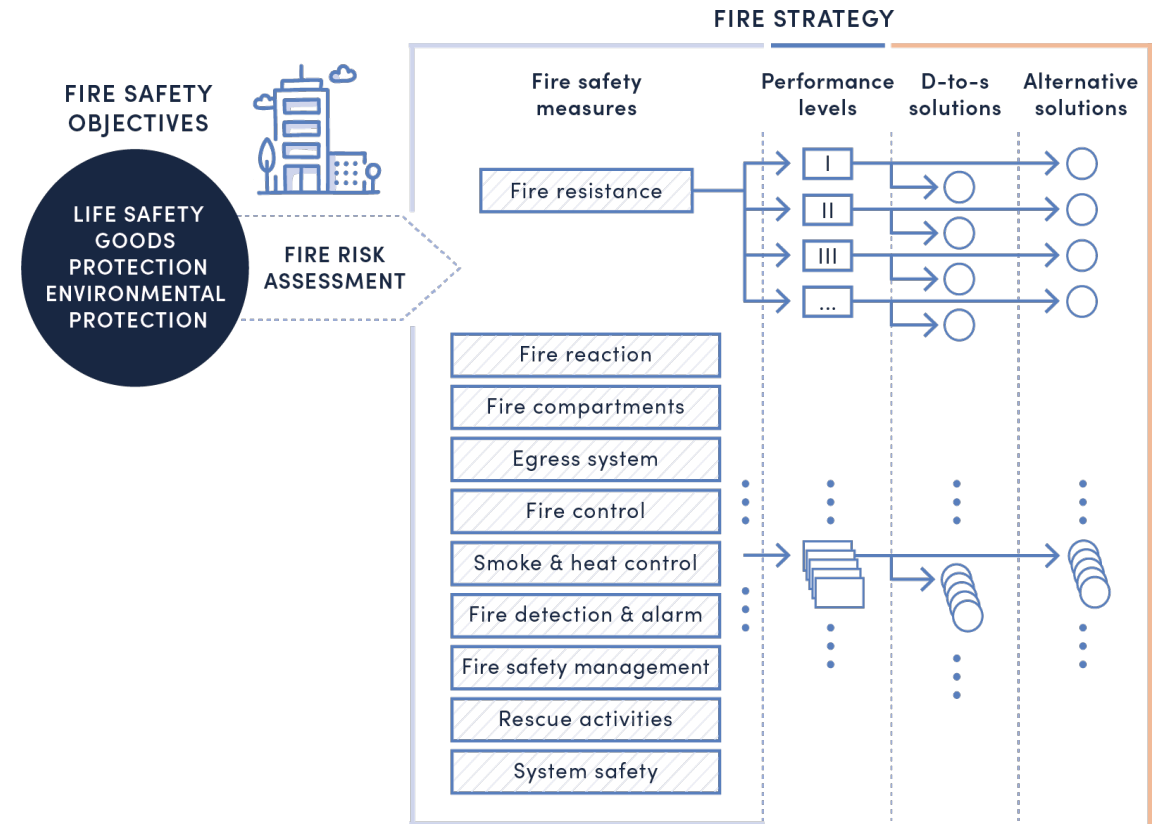 FIRE STRATEGY
FIRE SAFETY
OBJECTIVES
LIFE SAFETY
GOODS
PROTECTION
ENVIRONMENTAL
PROTECTION
FIRE RISK
ASSESSMENT
Fire safety
measures
Performance
levels
D-to-s
solutions
Alternative
solutions
Fire resistance
I
II
III
...
Fire reaction
Fire compartments
Egress system
Fire control
Smoke & heat control
Fire detection & alarm
Fire safety management
Rescue activities
System safety